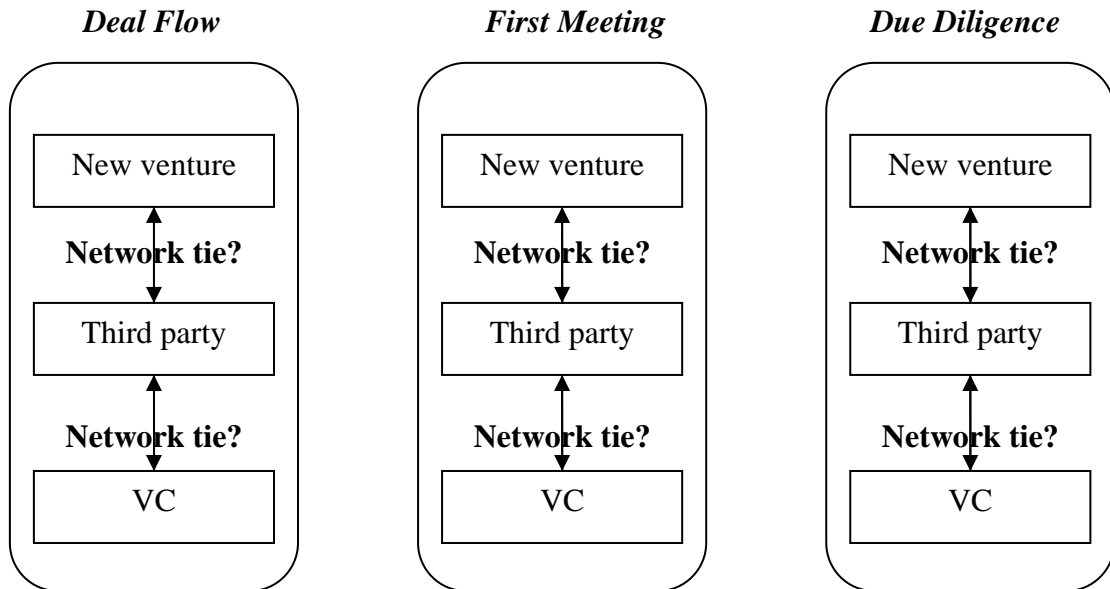 Deal Flow
First Meeting
Due Diligence
New venture
Network tie?
Third party
Network tie?
VC
New venture
Network tie?
Third party
Network tie?
VC
New venture
Network tie?
Third party
Network tie?
VC